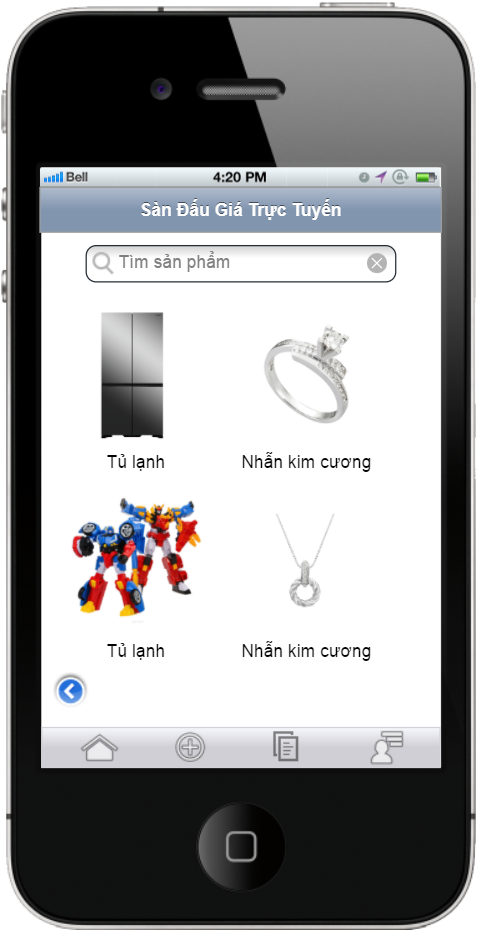 Bell
4:20 PM
Sàn Đấu Giá Trực Tuyến
Tìm sản phẩm
Tủ lạnh
Nhẫn kim cương
Tủ lạnh
Nhẫn kim cương